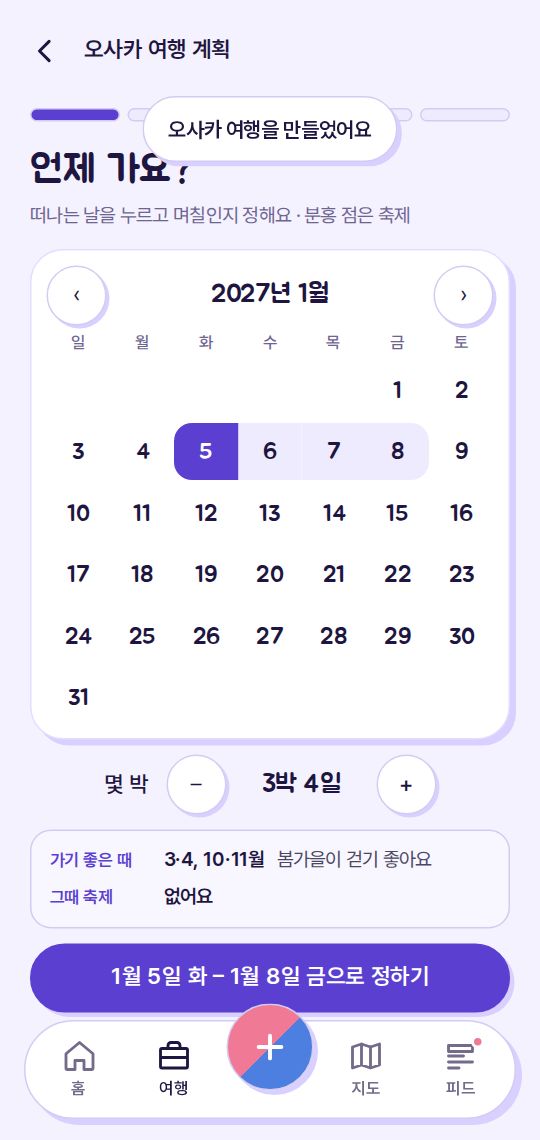 오사카 여행 계획
오사카 여행을 만들었어요
언제 가요?
떠나는 날을 누르고 며칠인지 정해요 · 분홍 점은 축제
‹ 2027년 1월 ›
일 월 화 수 목 금 토
1 2
3 4 5 6 7 8 9
10 11 12 13 14 15 16
17 18 19 20 21 22 23
24 25 26 27 28 29 30
31
몇 박 − 3박 4일 +
가기 좋은 때 3·4, 10·11월 봄가을이 걷기 좋아요
그때 축제 없어요
1월 5일 화 – 1월 8일 금으로 정하기
홈 여행 지도 피드